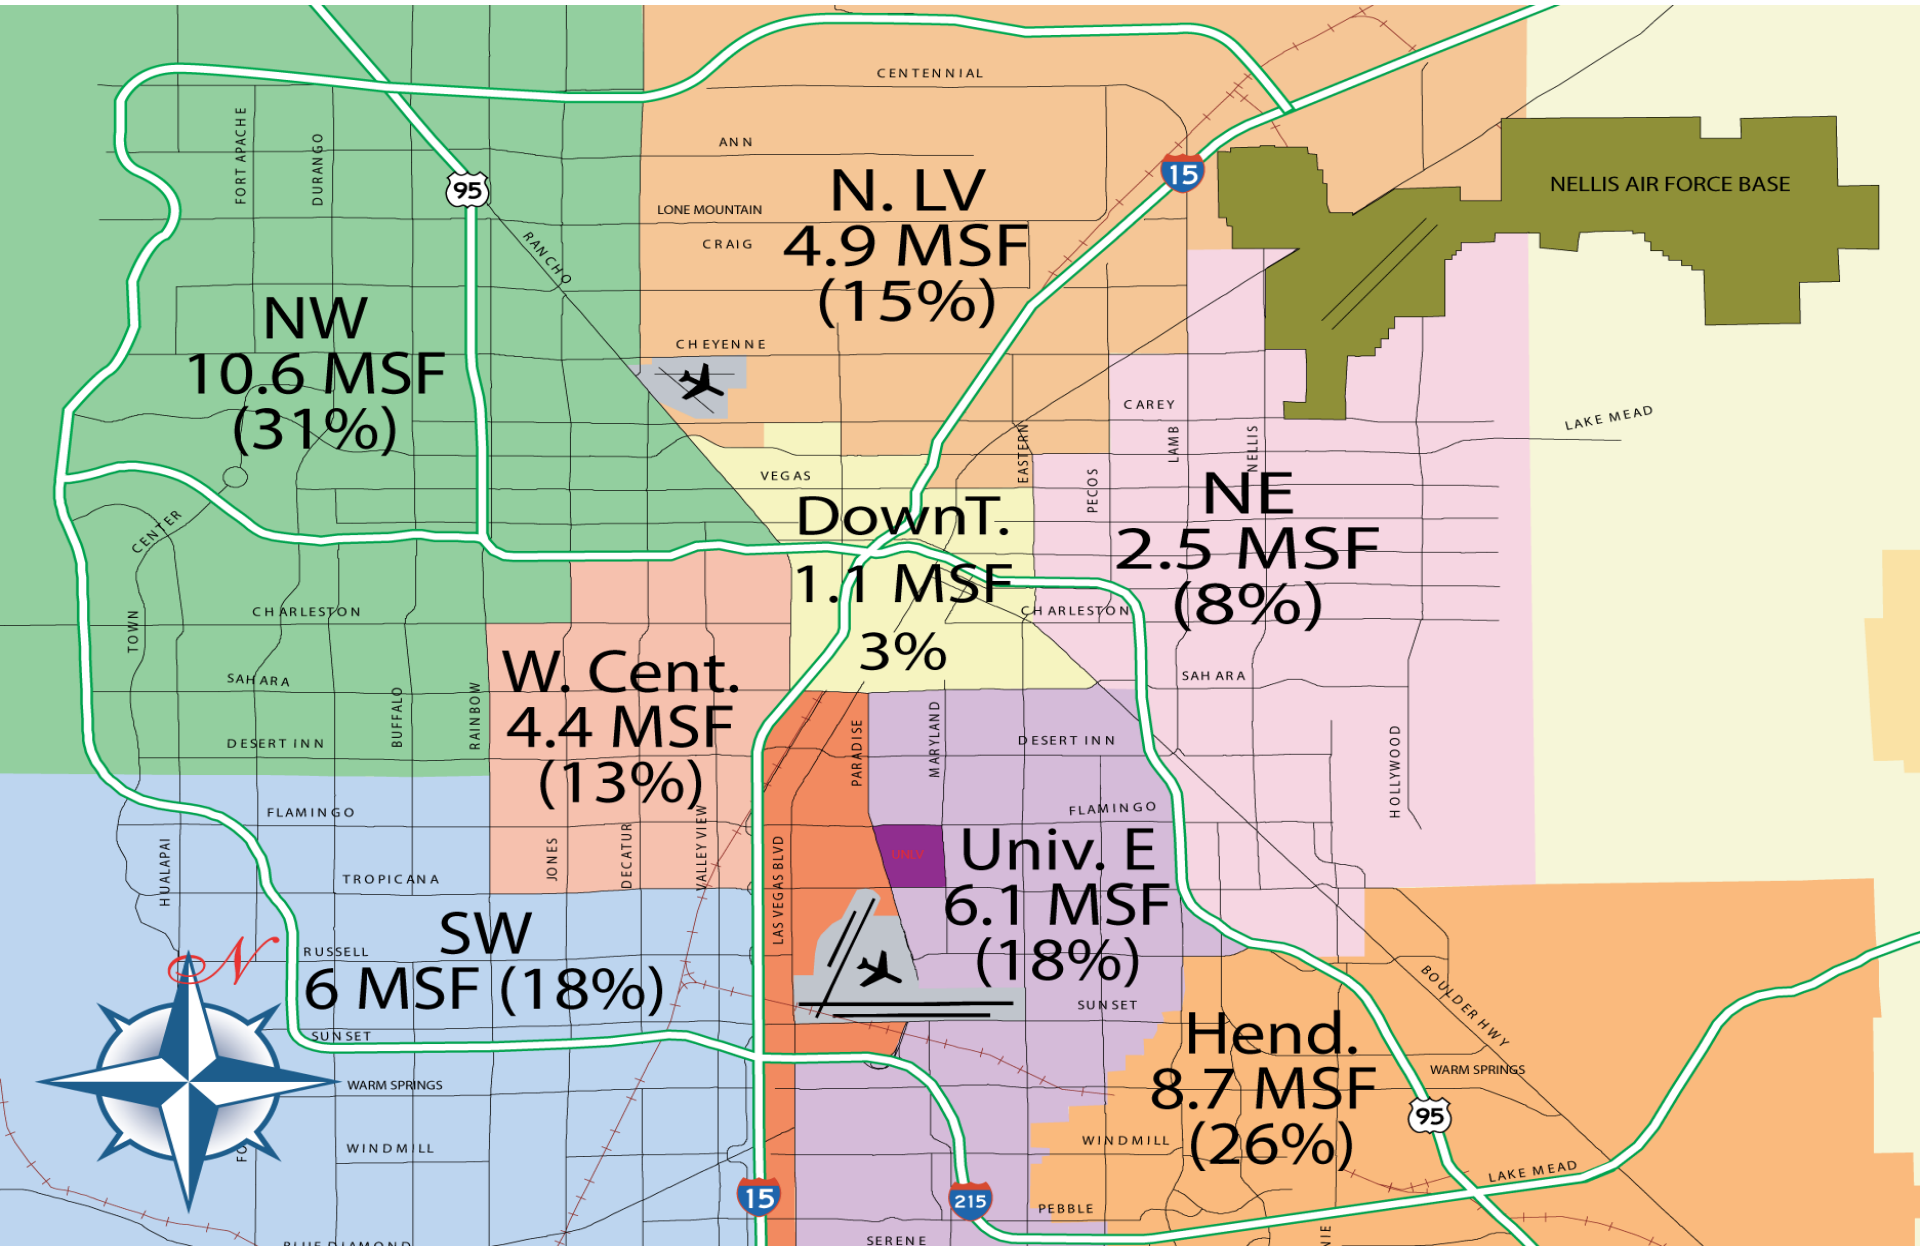 CENTENNIAL
FORT APACHE
DURANGO
ANN
95
15
NELLIS AIR FORCE BASE
N. LV
4.9 MSF
(15%)
LONE MOUNTAIN
CRAIG
RANCHO
NW
10.6 MSF
(31%)
CHEYENNE
CAREY
LAKE MEAD
LAMB
NELLIS
EASTERN
PECOS
VEGAS
DownT.
1.1 MSF
3%
NE
2.5 MSF
(8%)
CENTER
TOWN
CHARLESTON
CHARLESTON
SAHARA
SAHARA
W. Cent.
4.4 MSF
(13%)
BUFFALO
RAINBOW
DESERT INN
DESERT INN
PARADISE
MARYLAND
HOLLYWOOD
FLAMINGO
FLAMINGO
HUALAPAI
JONES
DECATUR
VALLEY VIEW
LAS VEGAS BLVD
UNLV
Univ. E
6.1 MSF
(18%)
TROPICANA
SW
6 MSF (18%)
RUSSELL
N
SUNSET
SUNSET
BOULDER HWY
Hend.
8.7 MSF
(26%)
WARM SPRINGS
WARM SPRINGS
95
WINDMILL
WINDMILL
FO
LAKE MEAD
15
215
PEBBLE
SERENE
BLUE DIAMOND
NIE